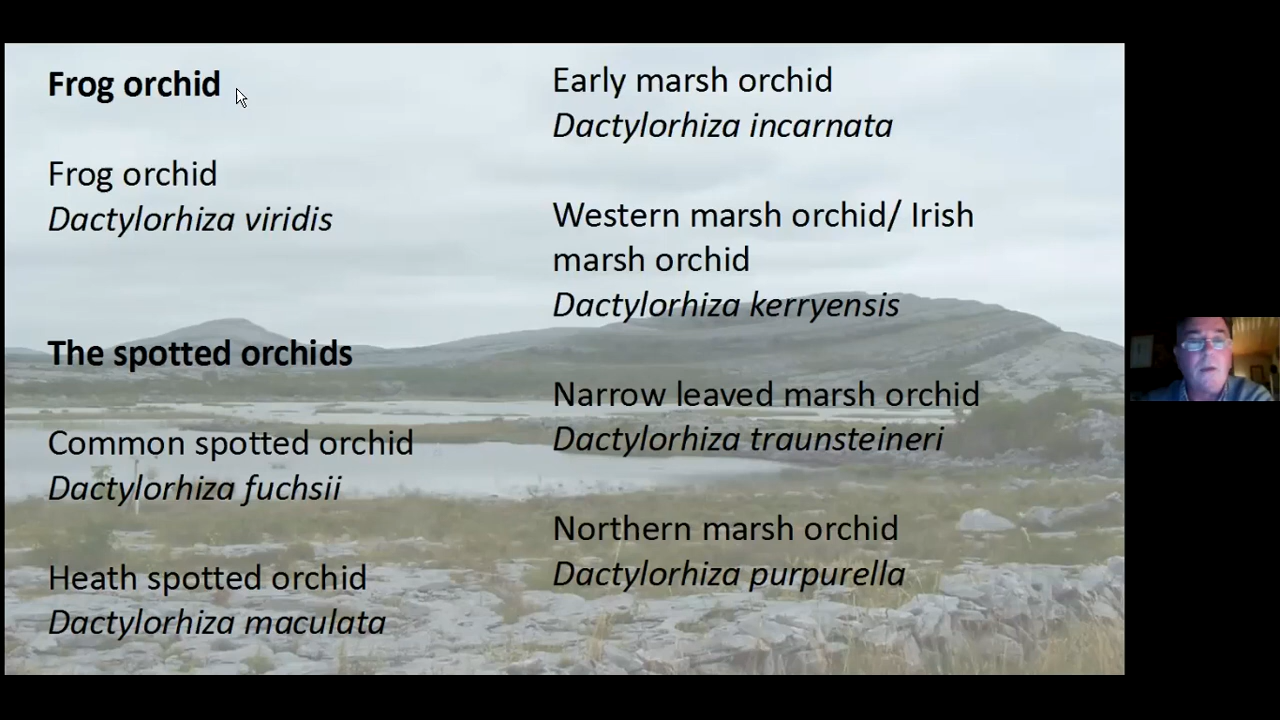 Frog orchid
Frog orchid
Dactylorhiza viridis
The spotted orchids
Common spotted orchid
Dactylorhiza fuchsii
Heath spotted orchid
Dactylorhiza maculata
Early marsh orchid
Dactylorhiza incarnata
Western marsh orchid/ Irish
marsh orchid
Dactylorhiza kerryensis
Narrow leaved marsh orchid
Dactylorhiza traunsteineri
Northern marsh orchid
Dactylorhiza purpurella